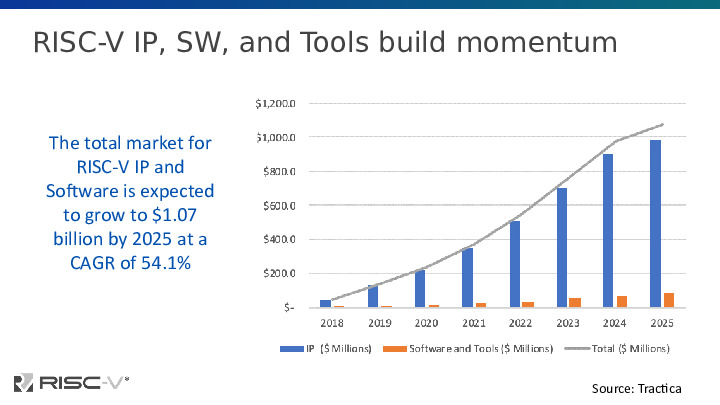 RISC-V IP, SW, and Tools build momentum
The total market for
RISC-V IP and
Software is expected
to grow to $1.07
billion by 2025 at a
CAGR of 54.1%
$1,200.0
$1,000.0
$800.0
$600.0
$400.0
$200.0
$-
2018 2019 2020 2021 2022 2023 2024 2025
IP ($ Millions) Software and Tools ($ Millions) Total ($ Millions)
RISC-V®
Source: Tractica